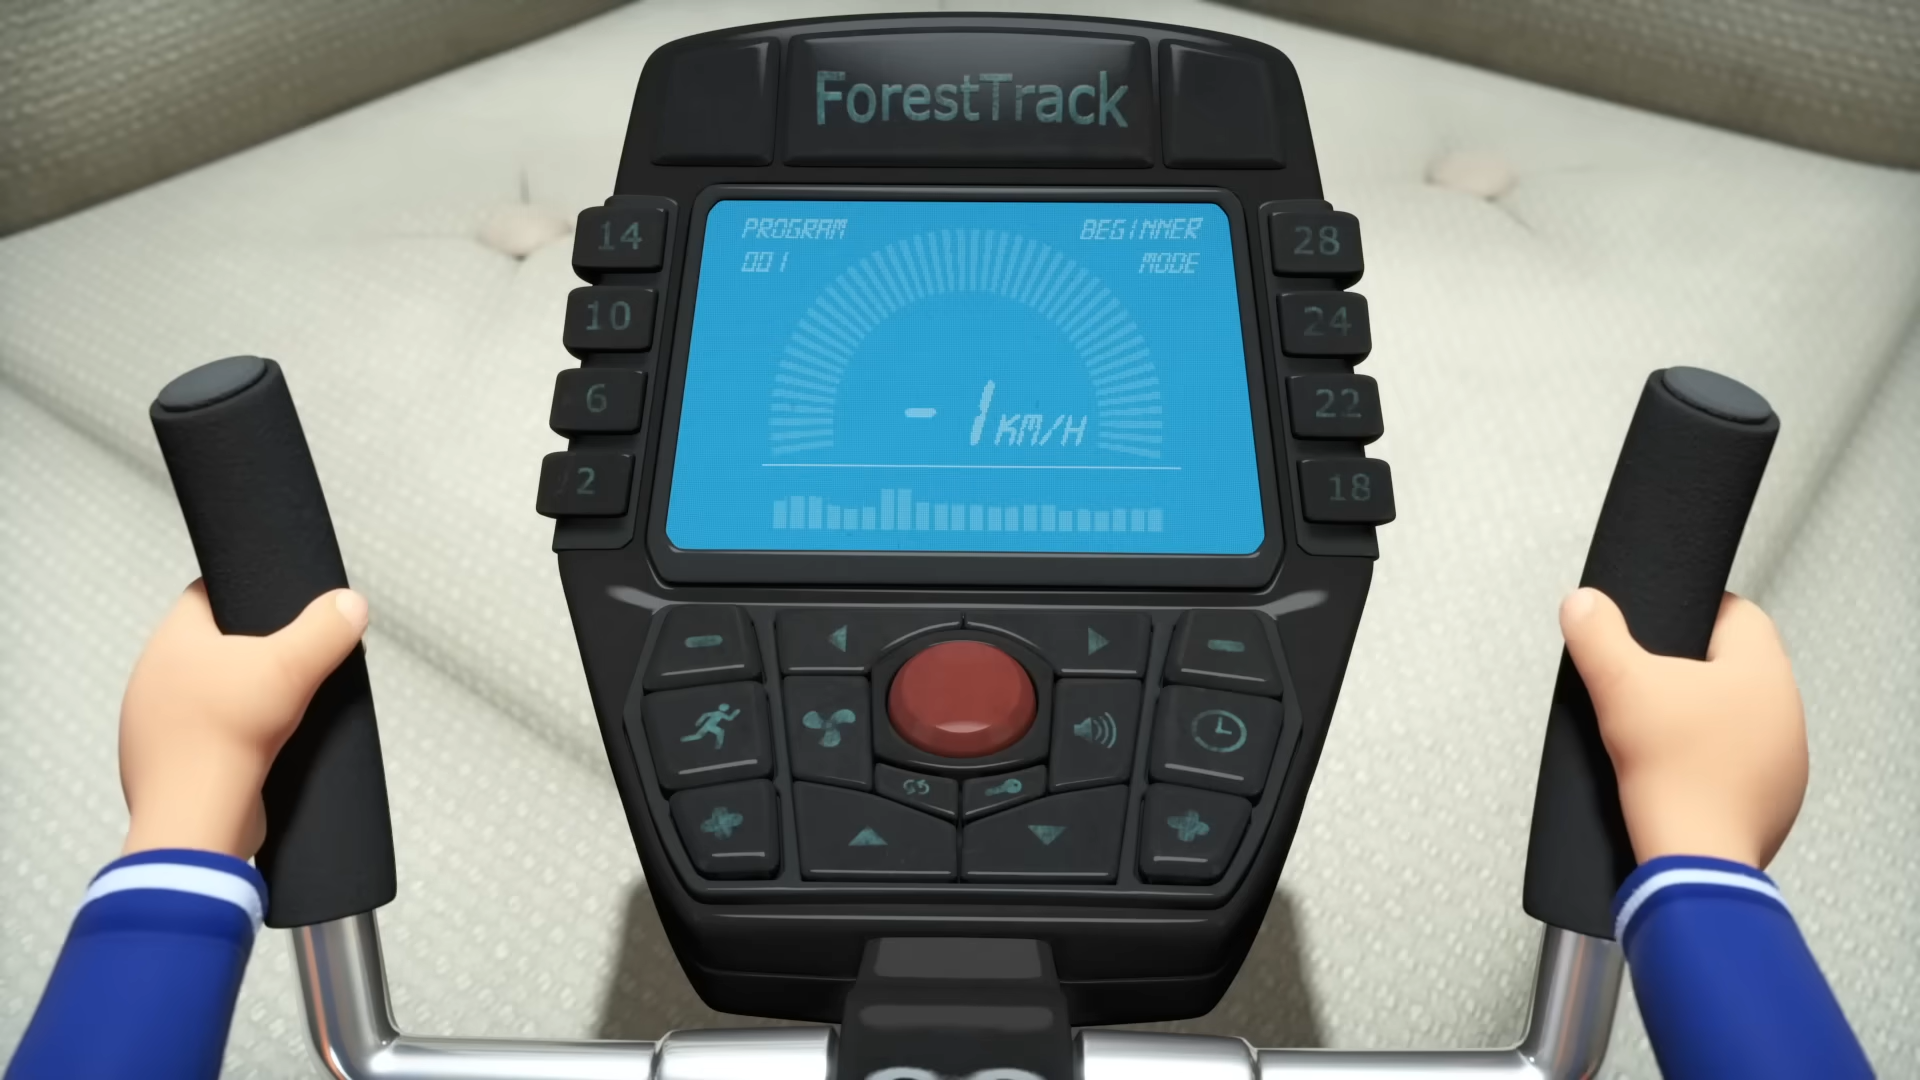 ForestTrack
PROGRAM
001
BEGINNER
MODE
- 1 KM/H
14
10
6
2
28
24
22
18